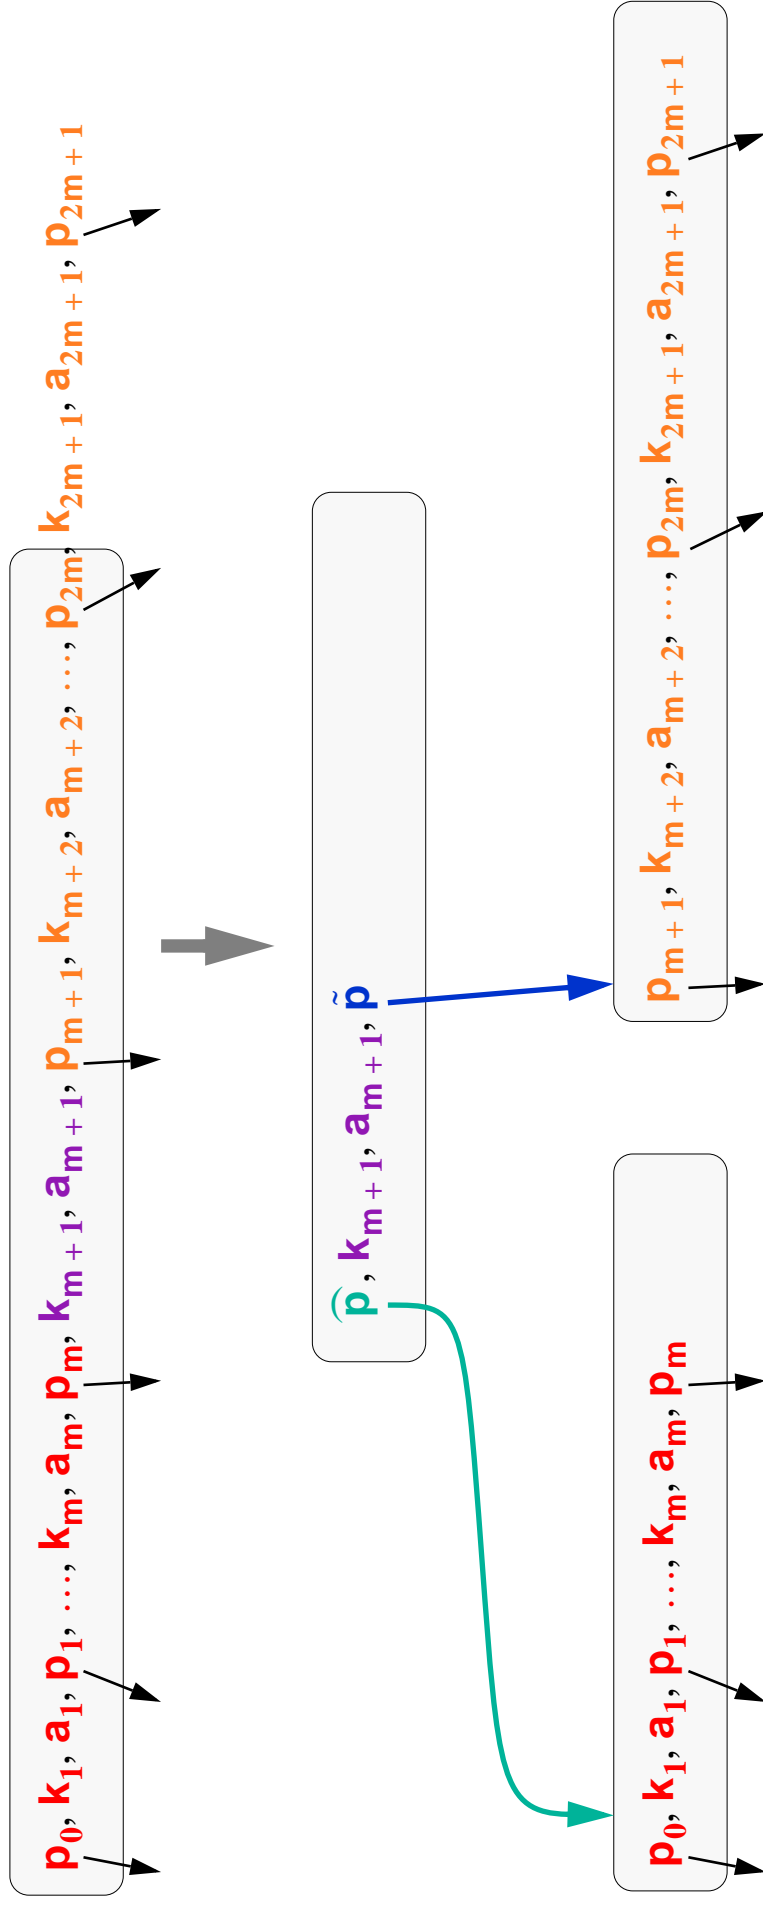 p₀, k₁, a₁, p₁, ..., kₘ, aₘ, pₘ, kₘ ₊ ₁, aₘ ₊ ₁, pₘ ₊ ₁, kₘ ₊ ₂, aₘ ₊ ₂, ..., p₂ₘ, k₂ₘ ₊ ₁, a₂ₘ ₊ ₁, p₂ₘ ₊ ₁
p͡, kₘ ₊ ₁, aₘ ₊ ₁, p̃
p₀, k₁, a₁, p₁, ..., kₘ, aₘ, pₘ
pₘ ₊ ₁, kₘ ₊ ₂, aₘ ₊ ₂, ..., p₂ₘ, k₂ₘ ₊ ₁, a₂ₘ ₊ ₁, p₂ₘ ₊ ₁